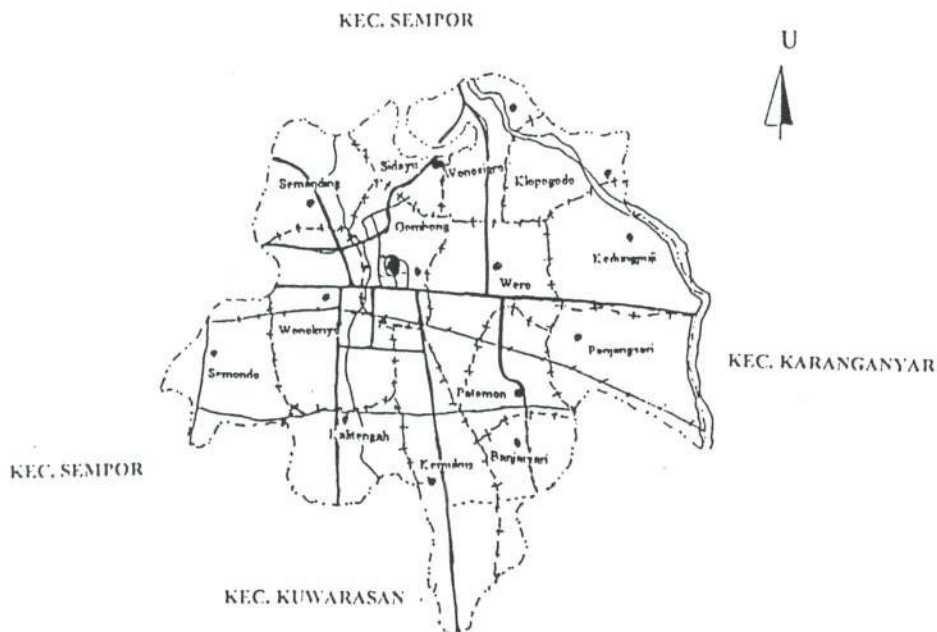 KEC. SEMPOR
U
Sidayu
Wonosigro
Semanding
Klopogodo
Gombong
Kedungpuji
Wero
Wonokriyo
Panjangsari
Semondo
KEC. KARANGANYAR
Patemon
Kalitengah
Banjarsari
Kemukus
KEC. SEMPOR
KEC. KUWARASAN